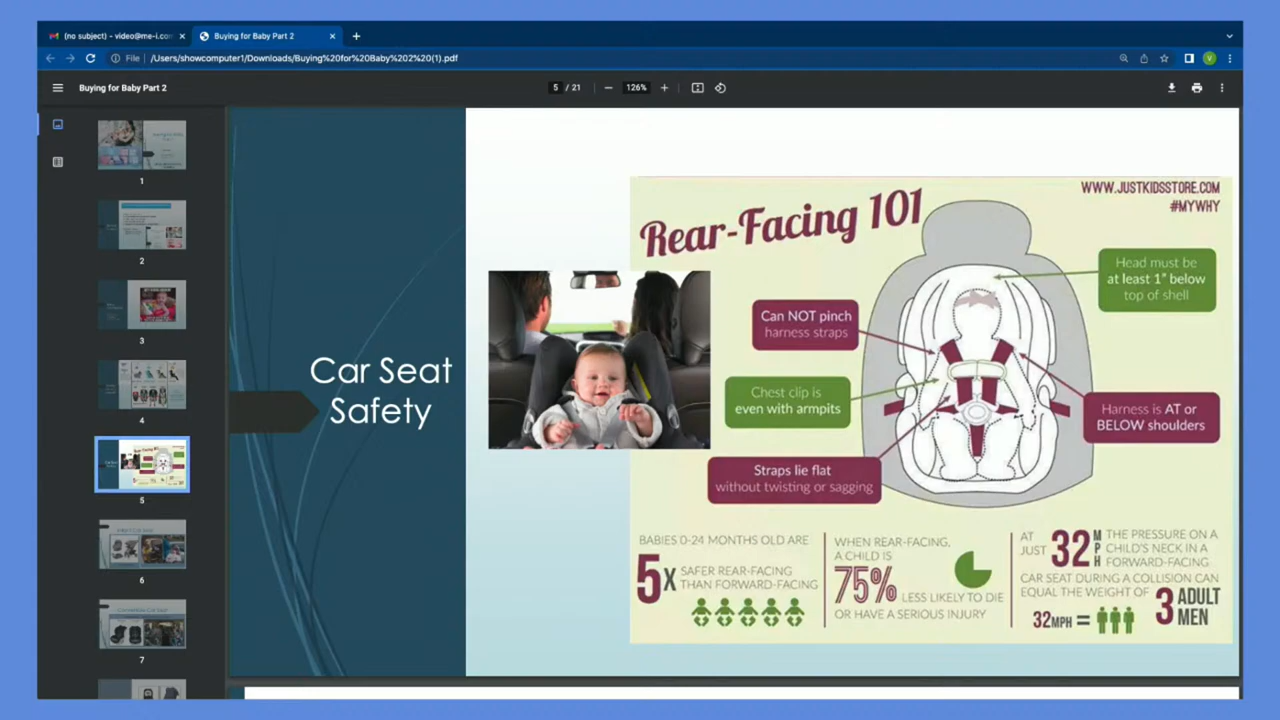 (no subject) - video@me-i.com
Buying for Baby Part 2
File
/Users/showcomputer1/Downloads/Buying%20for%20Baby%202%20(1).pdf
V
Buying for Baby Part 2
5 / 21
126%
1
2
3
4
5
6
7
Car Seat
Safety
Rear-Facing 101
WWW.JUSTKIDSSTORE.COM
#MYWHY
Head must be
at least 1" below
top of shell
Can NOT pinch
harness straps
Chest clip is
even with armpits
Harness is AT or
BELOW shoulders
Straps lie flat
without twisting or sagging
BABIES 0-24 MONTHS OLD ARE
5X SAFER REAR-FACING
THAN FORWARD-FACING
WHEN REAR-FACING,
A CHILD IS
75% LESS LIKELY TO DIE
OR HAVE A SERIOUS INJURY
AT JUST 32 MPH THE PRESSURE ON A
CHILD'S NECK IN A
FORWARD-FACING
CAR SEAT DURING A COLLISION CAN
EQUAL THE WEIGHT OF 3 ADULT MEN
32MPH =